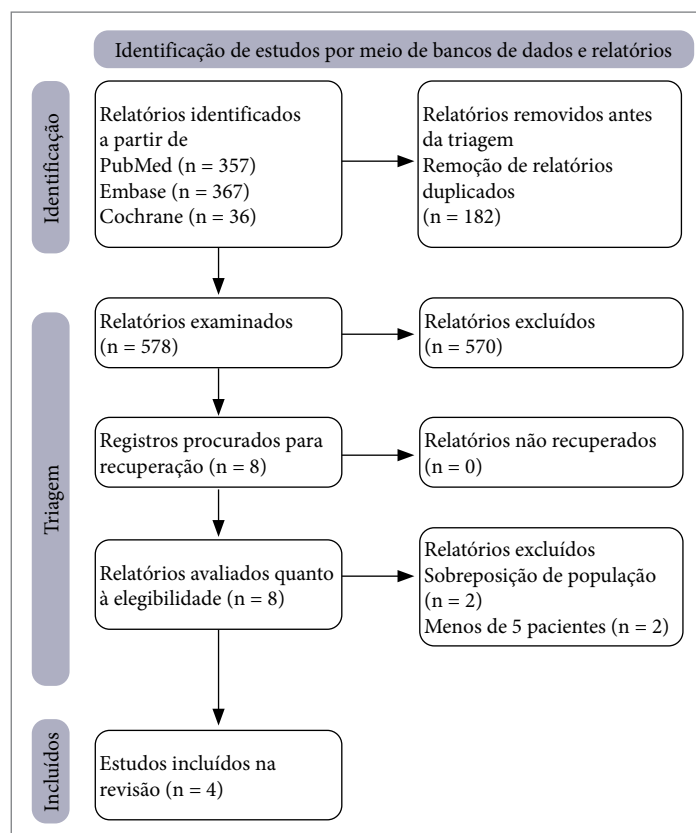 Identificação de estudos por meio de bancos de dados e relatórios
Identificação
Relatórios identificados
a partir de
PubMed (n = 357)
Embase (n = 367)
Cochrane (n = 36)
Relatórios removidos antes
da triagem
Remoção de relatórios
duplicados
(n = 182)
Triagem
Relatórios examinados
(n = 578)
Relatórios excluídos
(n = 570)
Registros procurados para
recuperação (n = 8)
Relatórios não recuperados
(n = 0)
Relatórios avaliados quanto
à elegibilidade (n = 8)
Relatórios excluídos
Sobreposição de população
(n = 2)
Menos de 5 pacientes (n = 2)
Incluídos
Estudos incluídos na
revisão (n = 4)